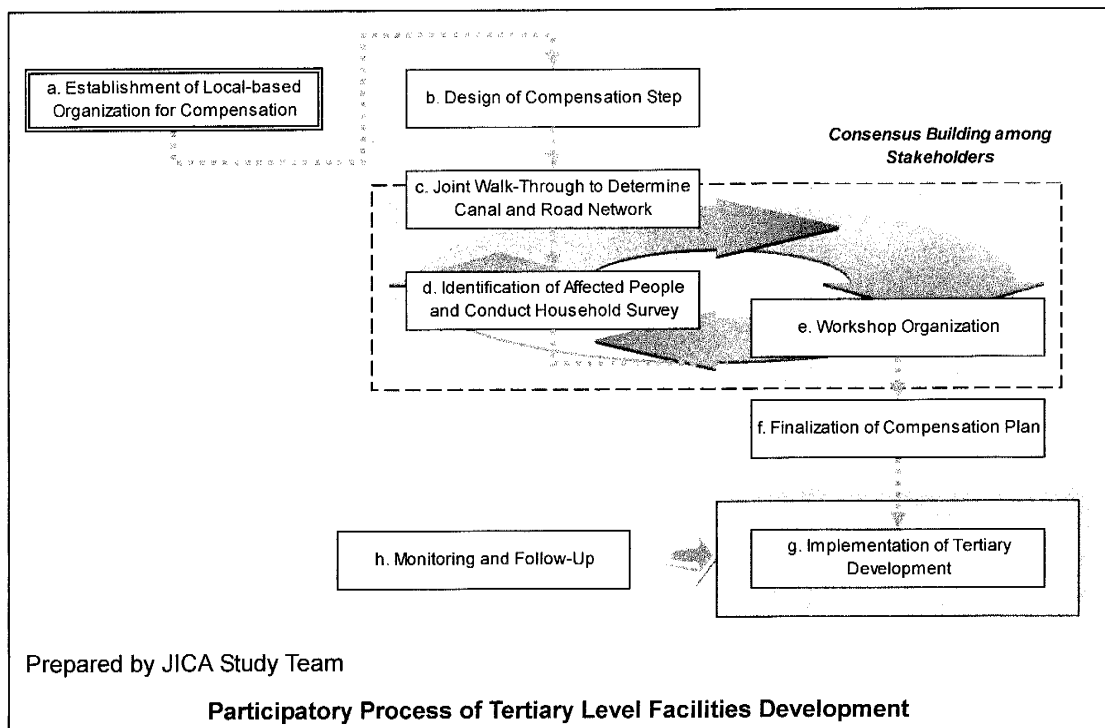 a. Establishment of Local-based
Organization for Compensation
b. Design of Compensation Step
Consensus Building among
Stakeholders
c. Joint Walk-Through to Determine
Canal and Road Network
d. Identification of Affected People
and Conduct Household Survey
e. Workshop Organization
f. Finalization of Compensation Plan
g. Implementation of Tertiary
Development
h. Monitoring and Follow-Up
Prepared by JICA Study Team
Participatory Process of Tertiary Level Facilities Development